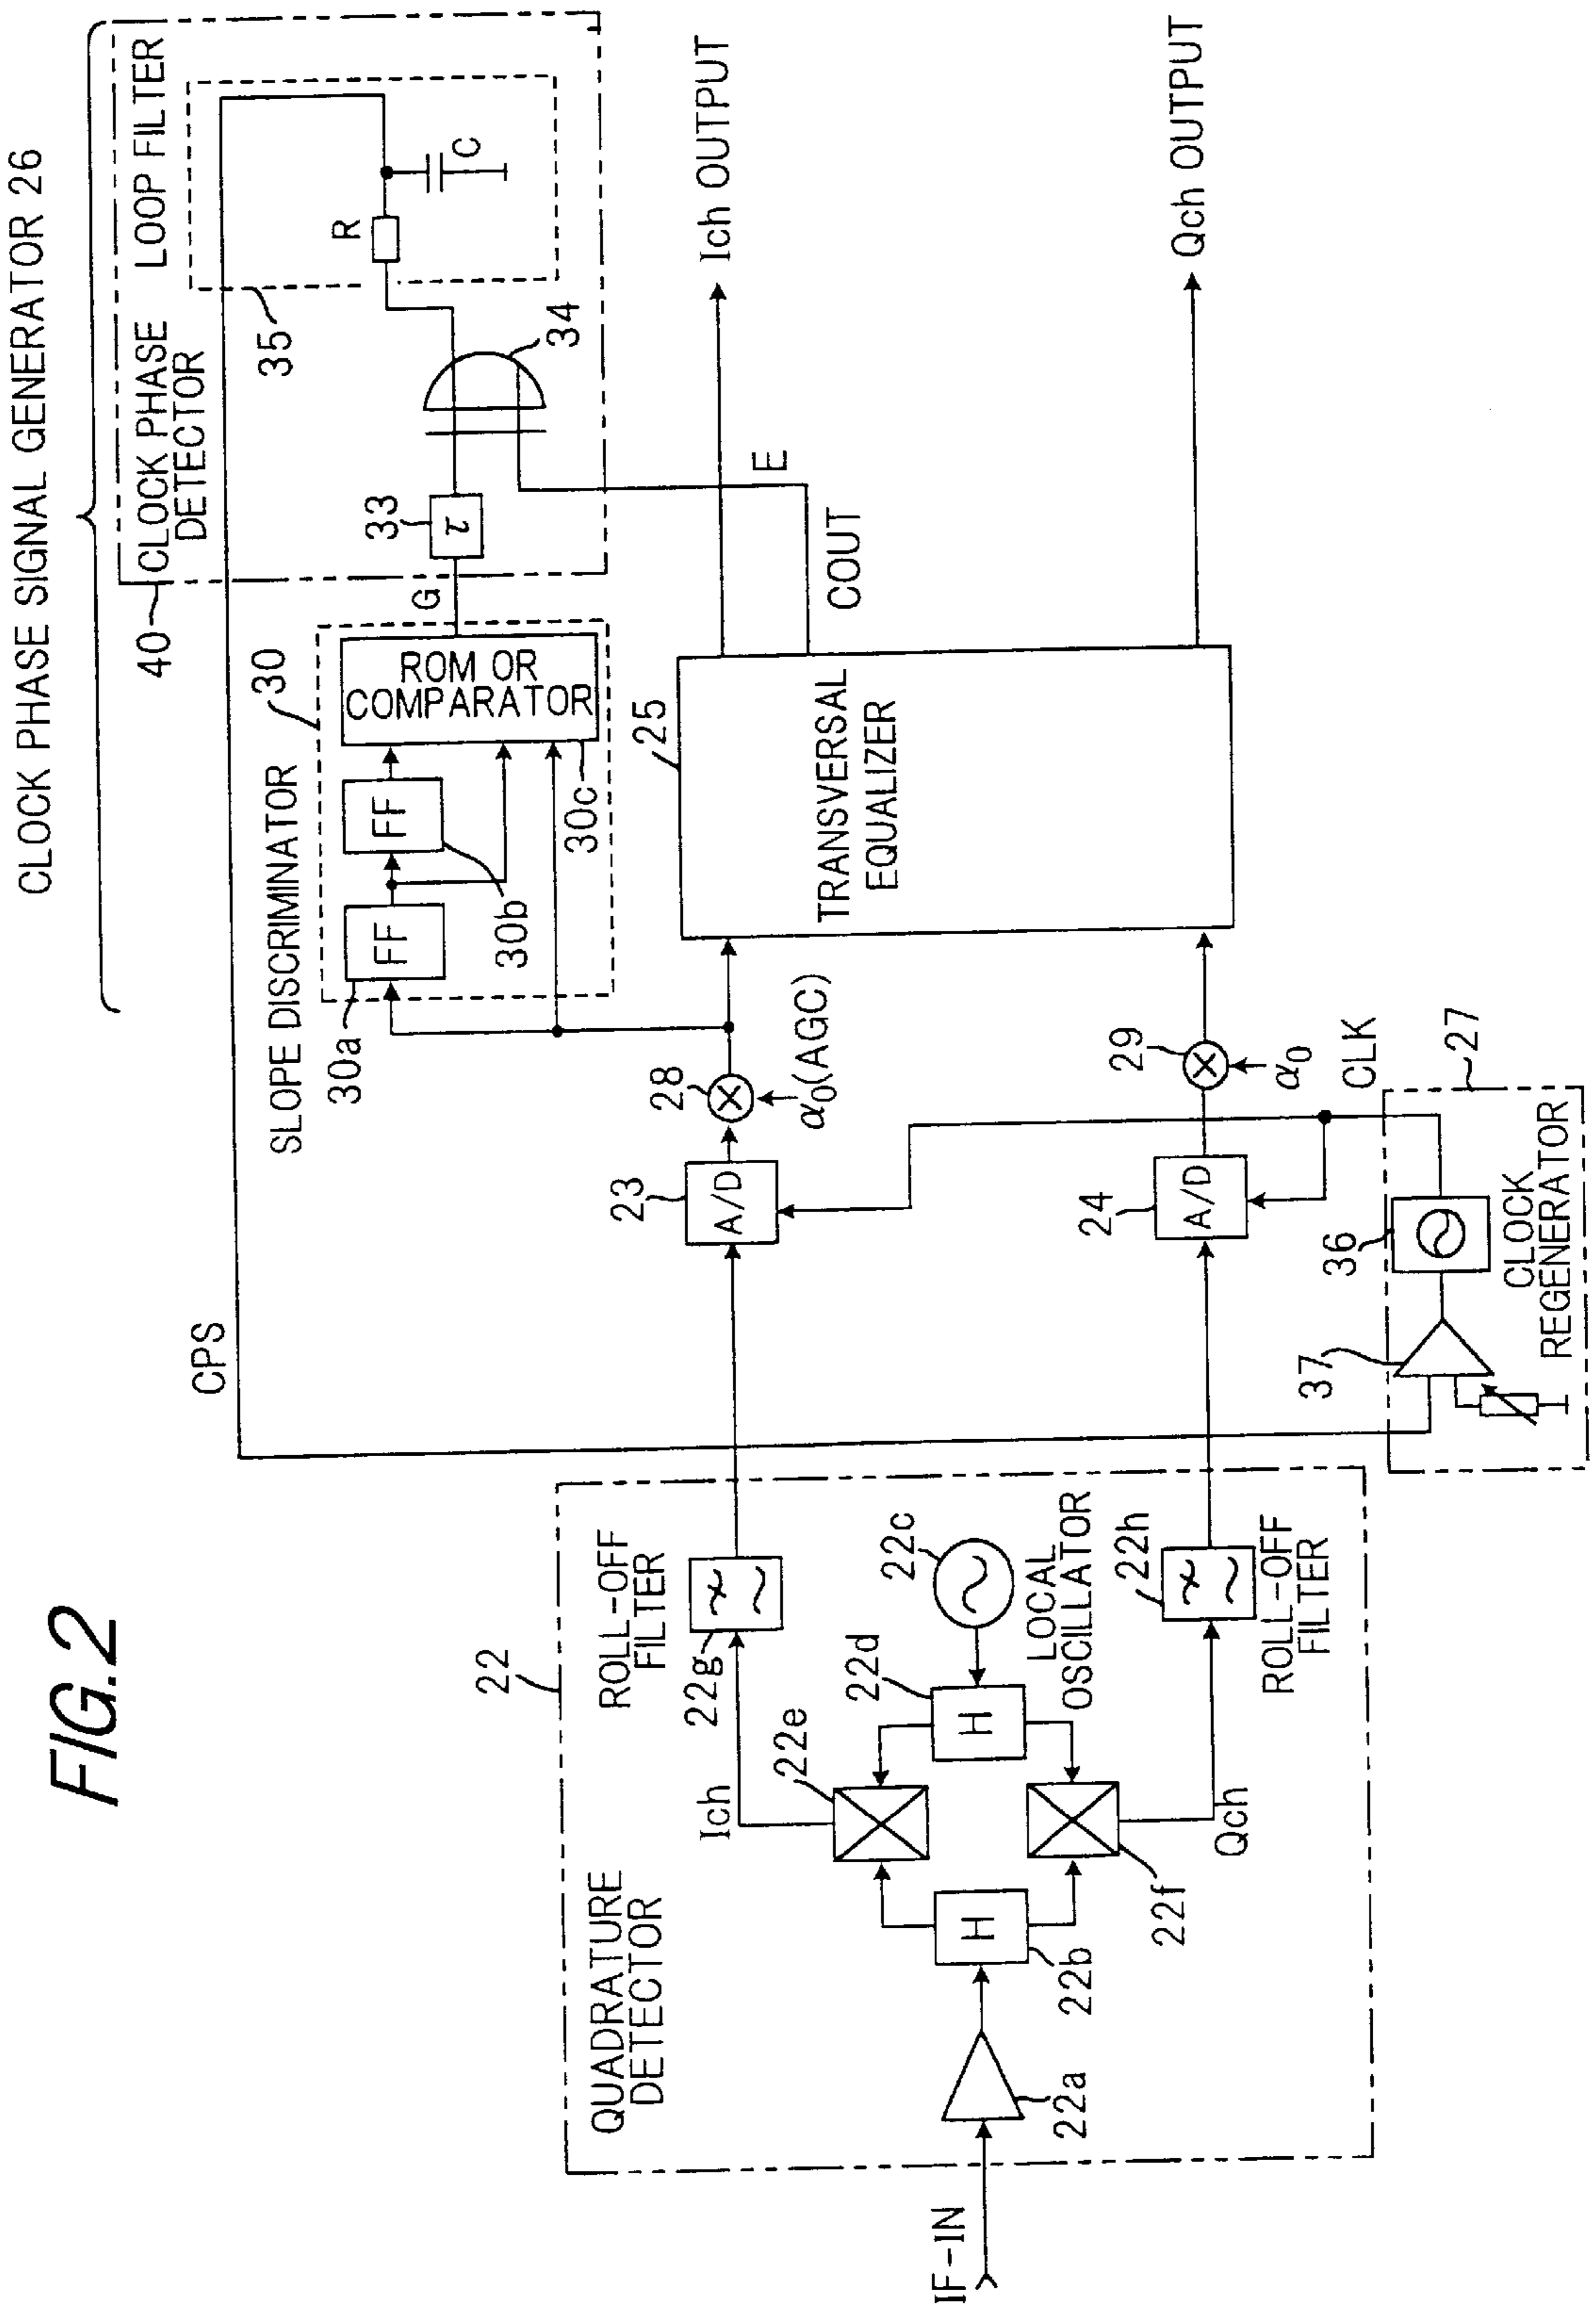 FIG.2
CLOCK PHASE SIGNAL GENERATOR 26
40
CLOCK PHASE
DETECTOR
LOOP FILTER
35
R
C
34
33
τ
G
E
COUT
SLOPE DISCRIMINATOR
30
30a
FF
30b
FF
30c
ROM OR
COMPARATOR
CPS
QUADRATURE
DETECTOR
22
ROLL-OFF
FILTER
22g
Ich
22e
22d
H
22c
LOCAL
OSCILLATOR
IF-IN
22a
22b
H
22f
Qch
22h
ROLL-OFF
FILTER
23
A/D
28
α0(AGC)
24
A/D
29
α0
CLK
25
TRANSVERSAL
EQUALIZER
Ich OUTPUT
Qch OUTPUT
27
36
37
CLOCK
REGENERATOR